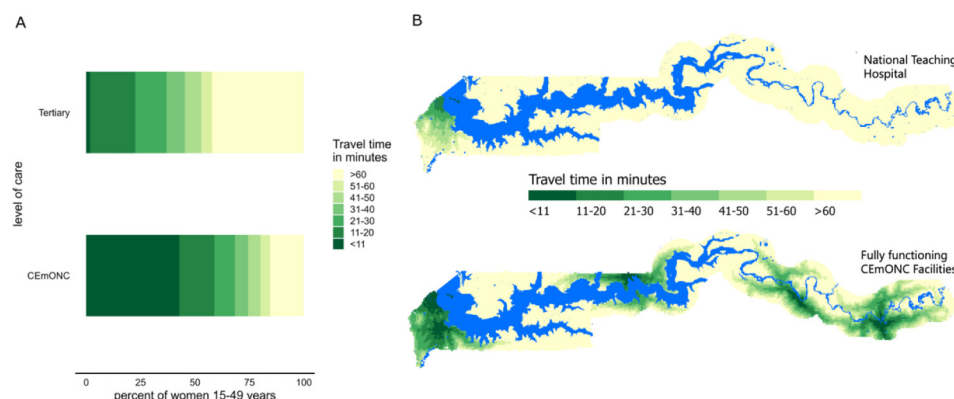 A
Tertiary
CEmONC
level of care
0 25 50 75 100
percent of women 15-49 years
Travel time
in minutes
>60
51-60
41-50
31-40
21-30
11-20
<11
B
National Teaching
Hospital
Travel time in minutes
<11 11-20 21-30 31-40 41-50 51-60 >60
Fully functioning
CEmONC Facilities